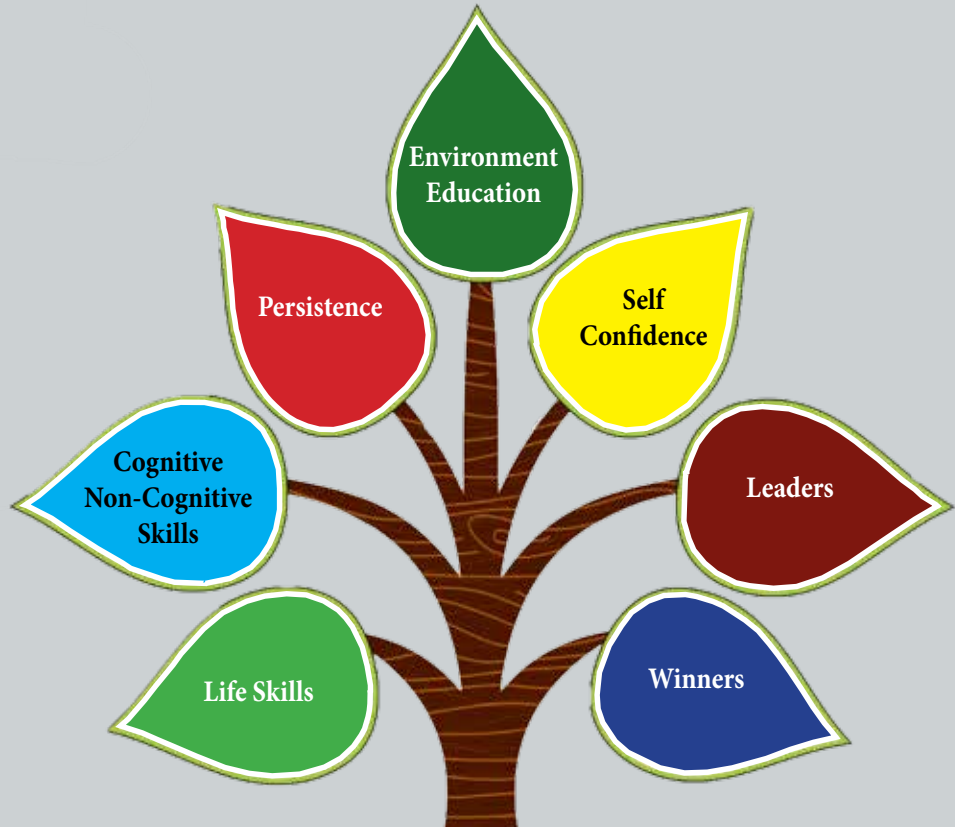 Environment
Education
Persistence
Self
Confidence
Cognitive
Non-Cognitive
Skills
Leaders
Life Skills
Winners